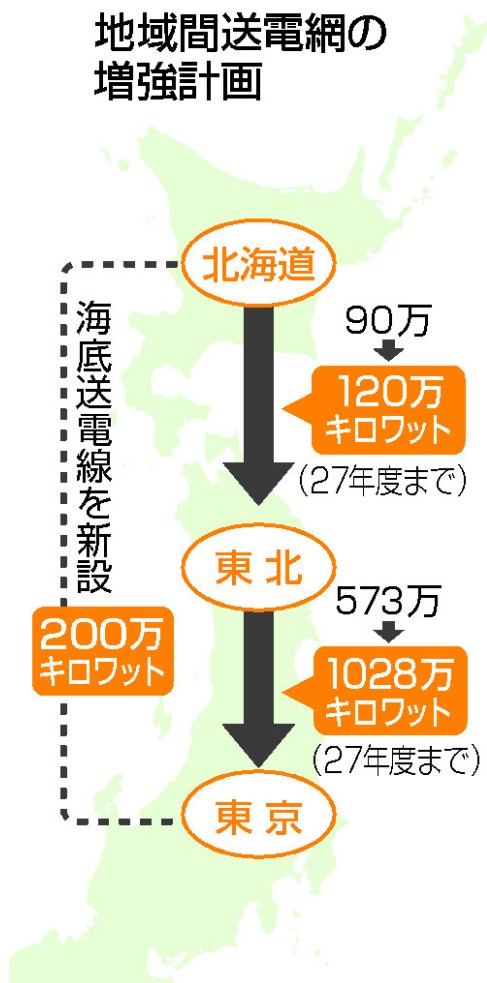 地域間送電網の
増強計画
北海道
90万
120万
キロワット
(27年度まで)
海底送電線を新設
200万
キロワット
東北
573万
1028万
キロワット
(27年度まで)
東京